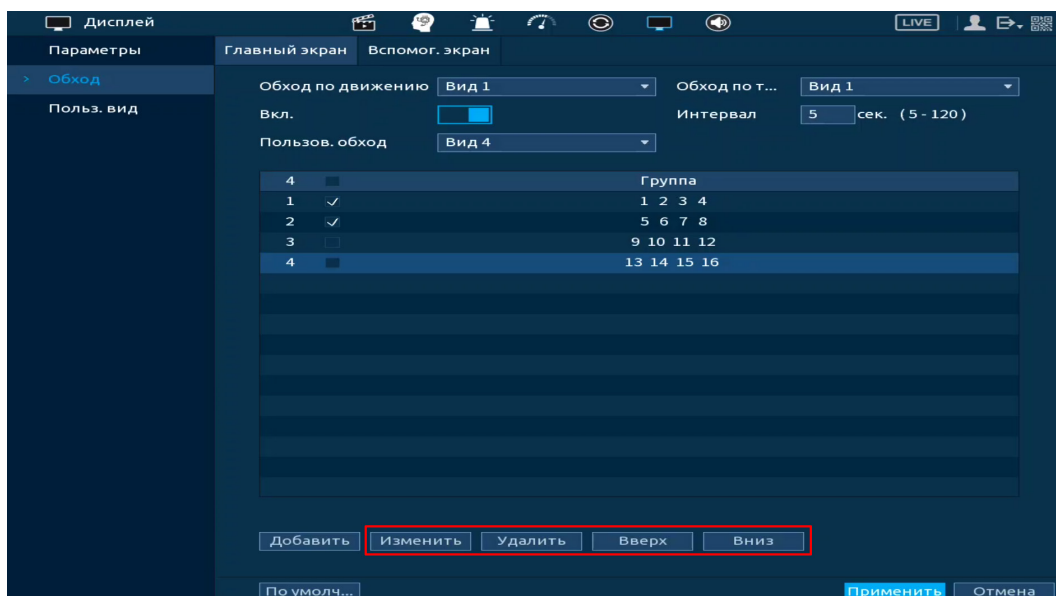 Дисплей LIVE
Параметры
Обход
Польз. вид
Главный экран Вспомог. экран
Обход по движению Вид 1 Обход по т... Вид 1
Вкл. Интервал 5 сек. (5-120)
Пользов. обход Вид 4
4 Группа
1 1 2 3 4
2 5 6 7 8
3 9 10 11 12
4 13 14 15 16
Добавить Изменить Удалить Вверх Вниз
По умолч... Применить Отмена